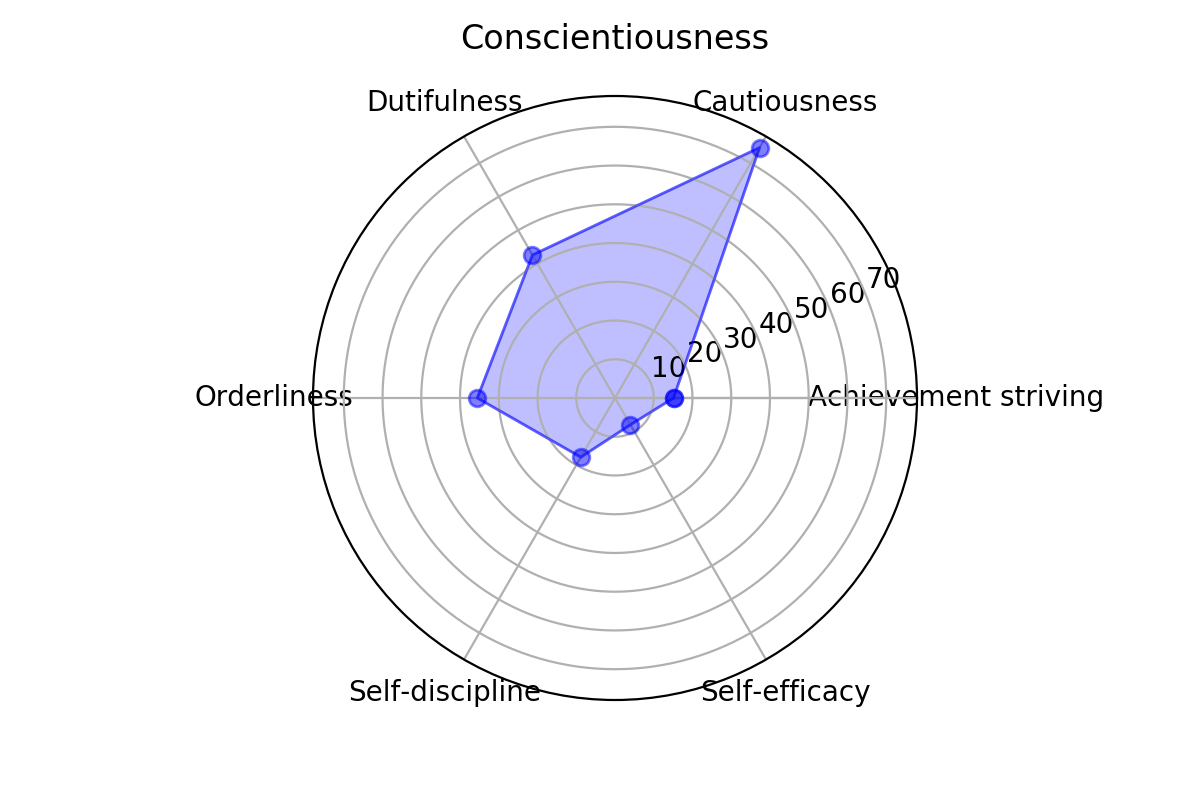 Conscientiousness
Dutifulness
Cautiousness
70
60
50
40
30
20
10
Orderliness
Achievement striving
Self-discipline
Self-efficacy